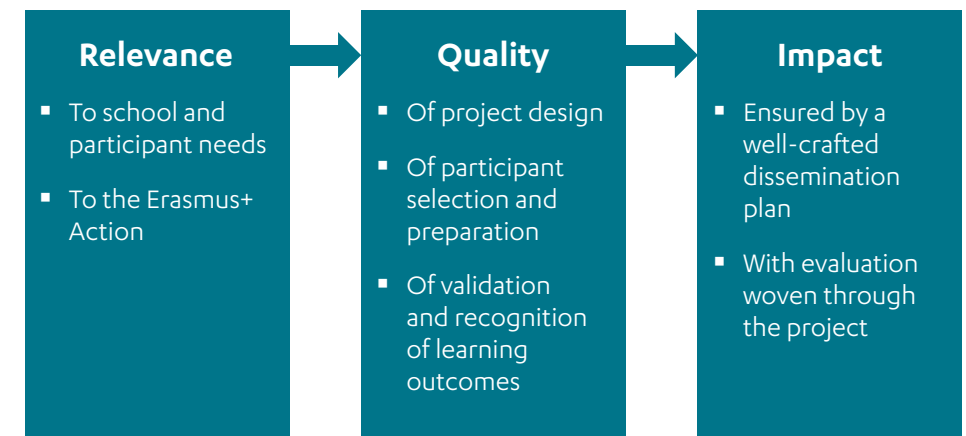 Relevance
▪ To school and
participant needs
▪ To the Erasmus+
Action
Quality
▪ Of project design
▪ Of participant
selection and
preparation
▪ Of validation
and recognition
of learning
outcomes
Impact
▪ Ensured by a
well-crafted
dissemination
plan
▪ With evaluation
woven through
the project